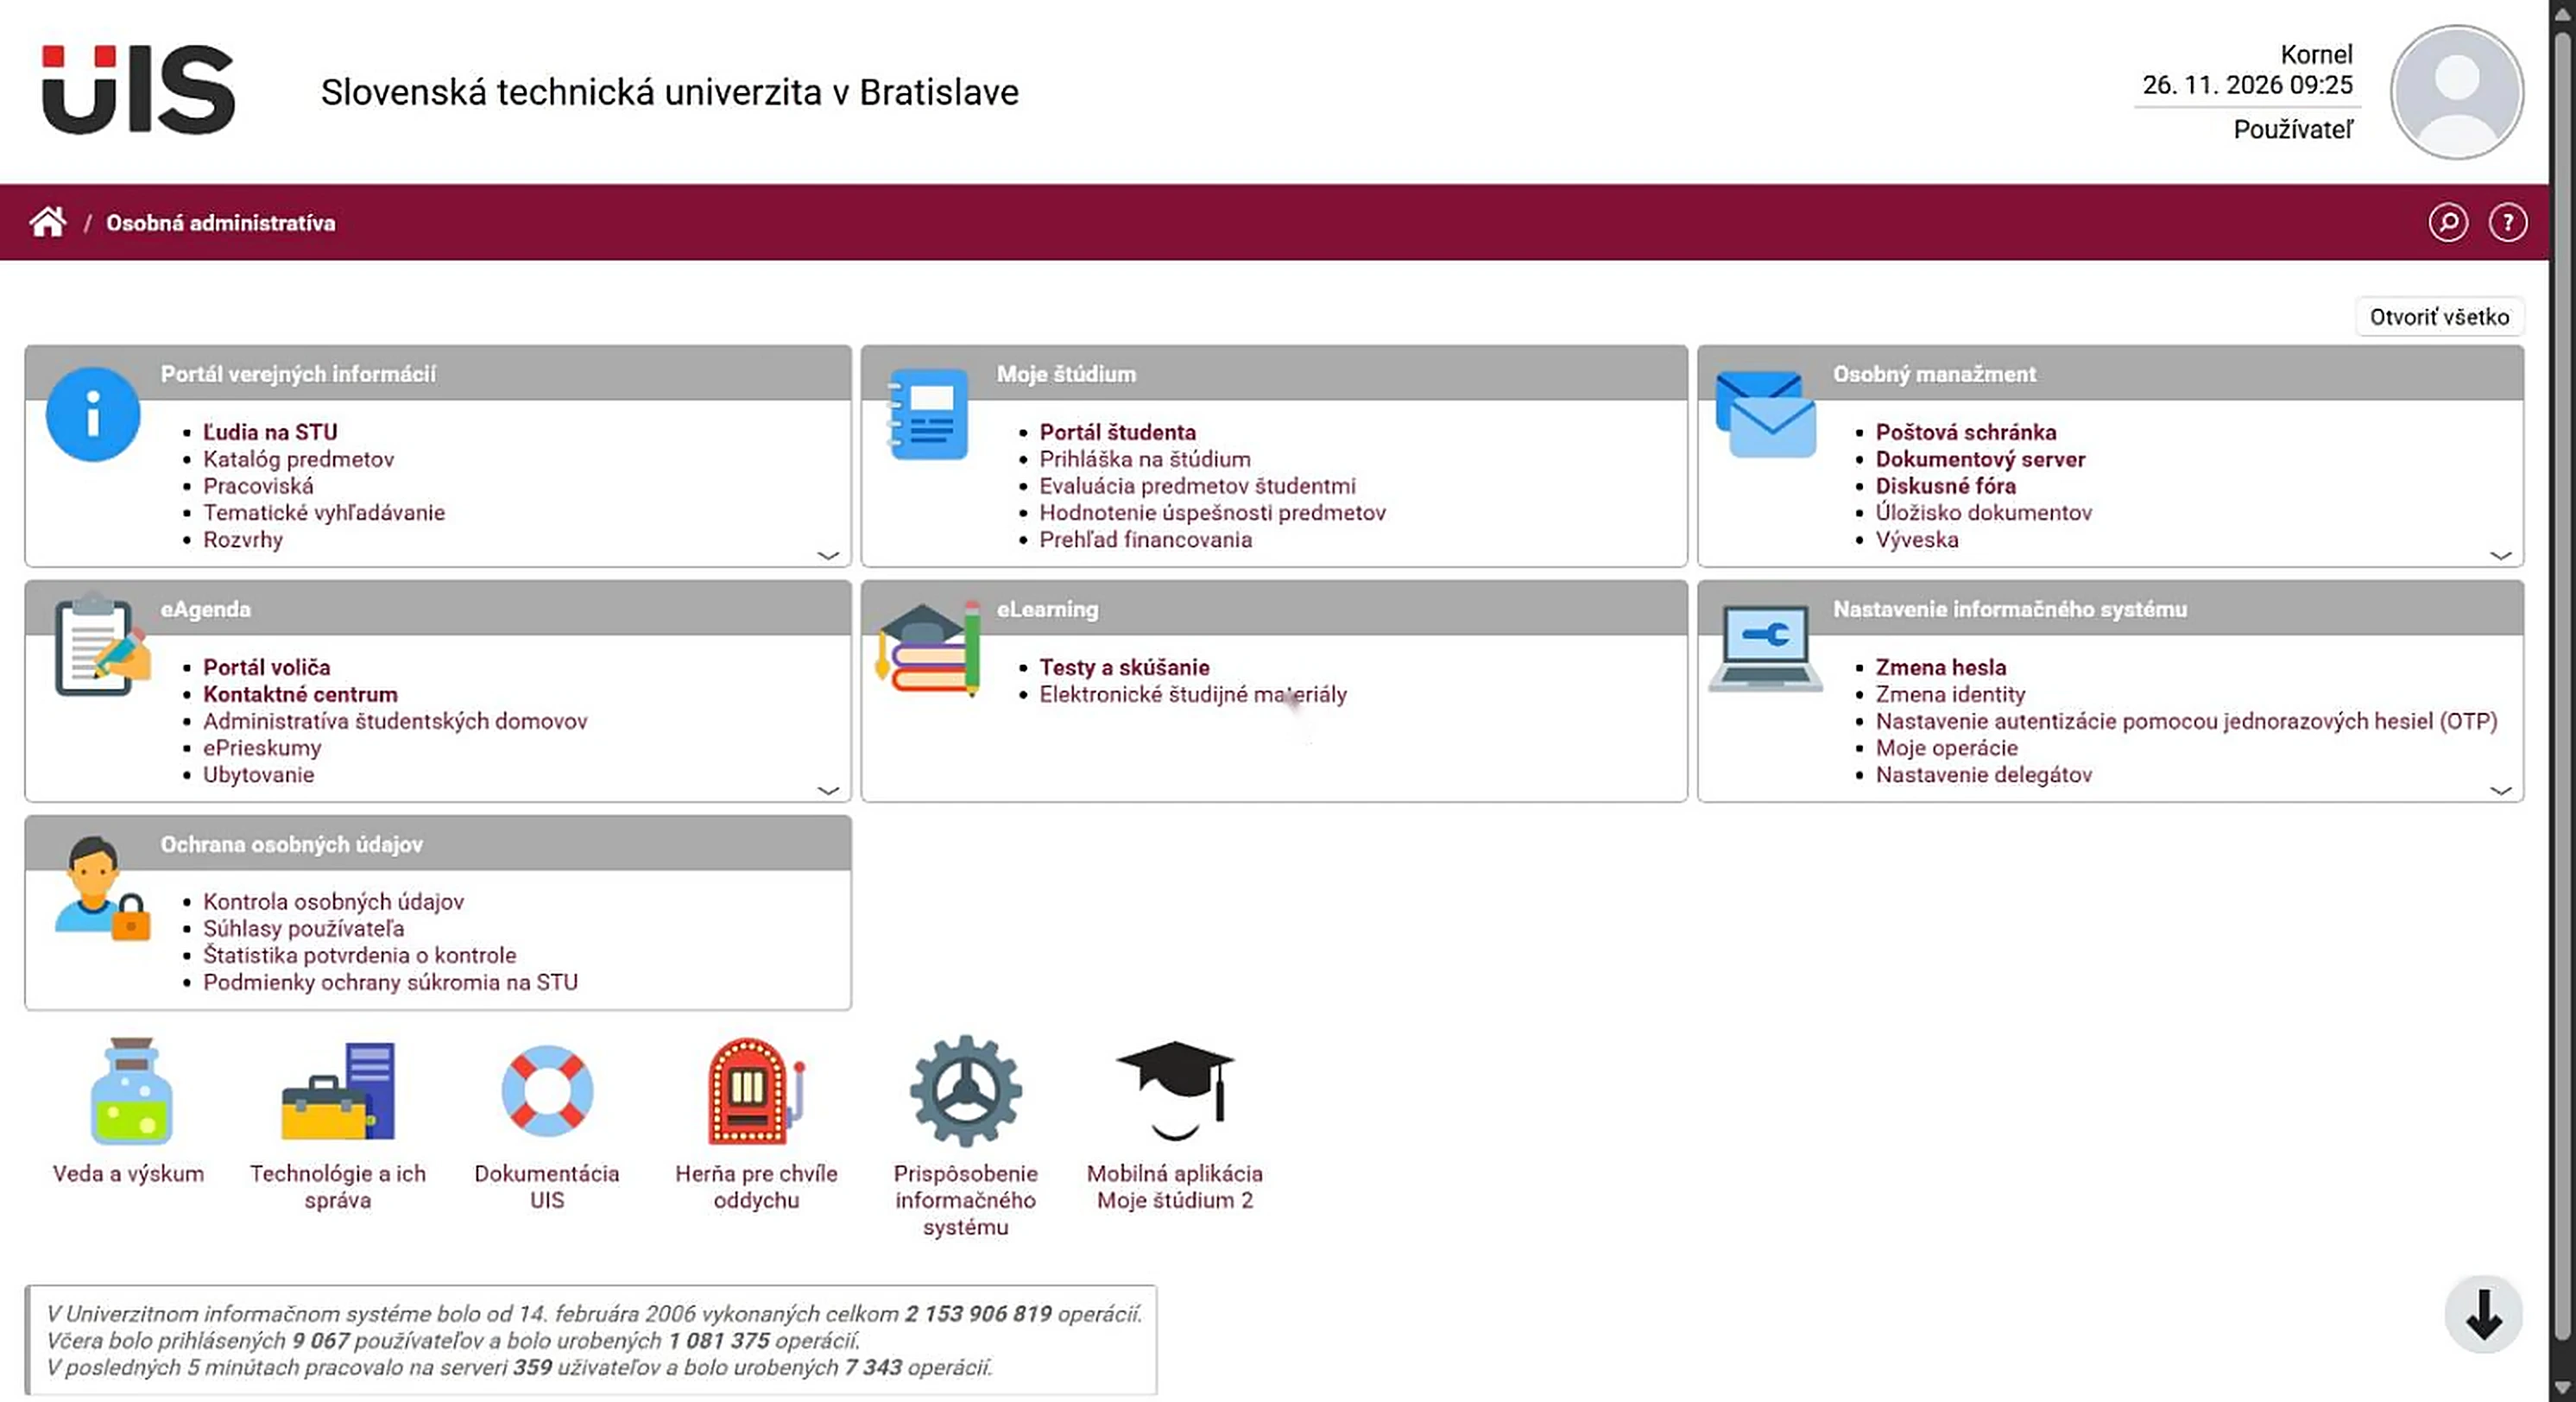 ÜIS
Slovenská technická univerzita v Bratislave
Kornel
26. 11. 2026 09:25
Používateľ
/ Osobná administratíva
?
Otvoriť všetko
Portál verejných informácií
Ľudia na STU
Katalóg predmetov
Pracoviská
Tematické vyhľadávanie
Rozvrhy
Moje štúdium
Portál študenta
Prihláška na štúdium
Evaluácia predmetov študentmi
Hodnotenie úspešnosti predmetov
Prehľad financovania
Osobný manažment
Poštová schránka
Dokumentový server
Diskusné fóra
Úložisko dokumentov
Výveska
eAgenda
Portál voliča
Kontaktné centrum
Administratíva študentských domovov
ePrieskumy
Ubytovanie
eLearning
Testy a skúšanie
Elektronické študijné materiály
Nastavenie informačného systému
Zmena hesla
Zmena identity
Nastavenie autentizácie pomocou jednorazových hesiel (OTP)
Moje operácie
Nastavenie delegátov
Ochrana osobných údajov
Kontrola osobných údajov
Súhlasy používateľa
Štatistika potvrdenia o kontrole
Podmienky ochrany súkromia na STU
Veda a výskum
Technológie a ich
správa
Dokumentácia
UIS
Herňa pre chvíle
oddychu
Prispôsobenie
informačného
systému
Mobilná aplikácia
Moje štúdium 2
V Univerzitnom informačnom systéme bolo od 14. februára 2006 vykonaných celkom 2 153 906 819 operácií.
Včera bolo prihlásených 9 067 používateľov a bolo urobených 1 081 375 operácií.
V posledných 5 minútach pracovalo na serveri 359 užívateľov a bolo urobených 7 343 operácií.